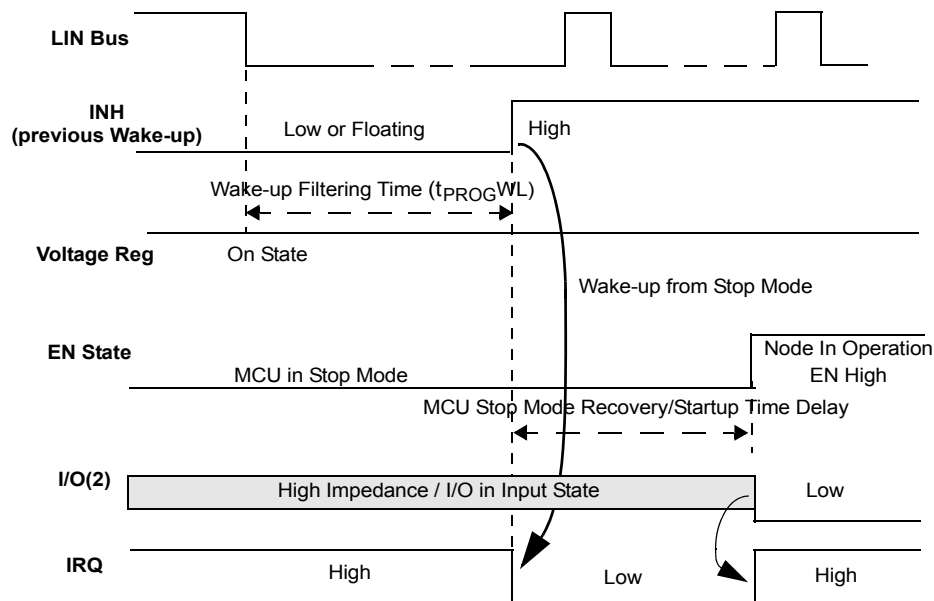 LIN Bus
INH
(previous Wake-up)
Low or Floating
High
Wake-up Filtering Time (tPROGWL)
Voltage Reg
On State
Wake-up from Stop Mode
EN State
Node In Operation
EN High
MCU in Stop Mode
MCU Stop Mode Recovery/Startup Time Delay
I/O(2)
High Impedance / I/O in Input State
Low
IRQ
High
Low
High